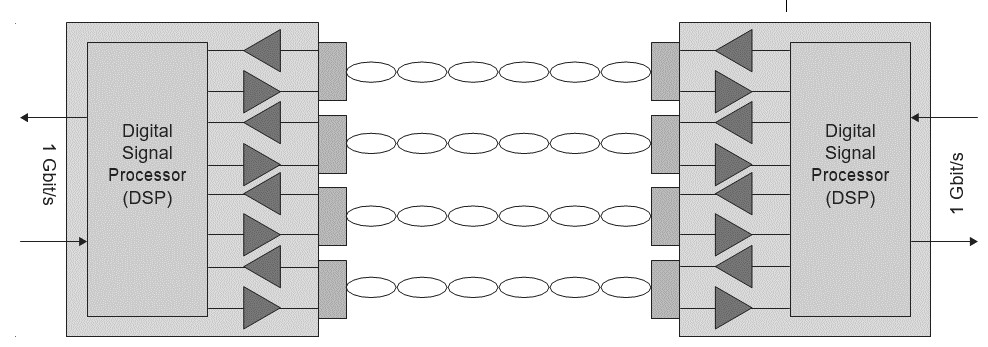 1 Gbit/s
Digital
Signal
Processor
(DSP)
Digital
Signal
Processor
(DSP)
1 Gbit/s